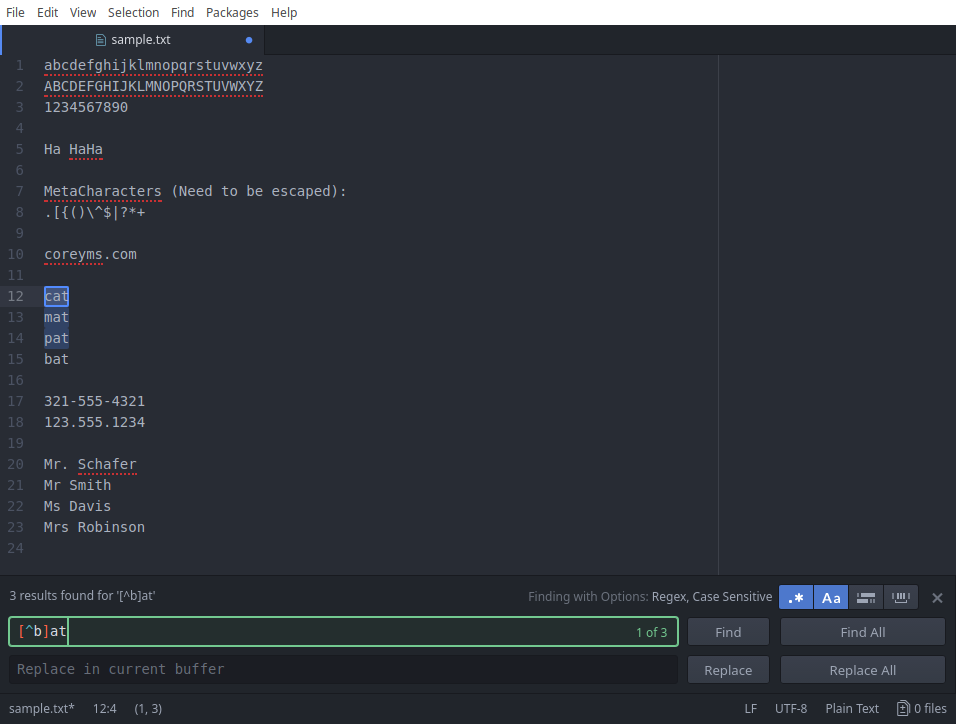 File Edit View Selection Find Packages Help
sample.txt
1 abcdefghijklmnopqrstuvwxyz
2 ABCDEFGHIJKLMNOPQRSTUVWXYZ
3 1234567890
4
5 Ha HaHa
6
7 MetaCharacters (Need to be escaped):
8 .[{()\^$|?*+
9
10 coreyms.com
11
12 cat
13 mat
14 pat
15 bat
16
17 321-555-4321
18 123.555.1234
19
20 Mr. Schafer
21 Mr Smith
22 Ms Davis
23 Mrs Robinson
24
3 results found for '[^b]at' Finding with Options: Regex, Case Sensitive .* Aa
[^b]at 1 of 3 Find Find All
Replace in current buffer Replace Replace All
sample.txt* 12:4 (1, 3) LF UTF-8 Plain Text 0 files